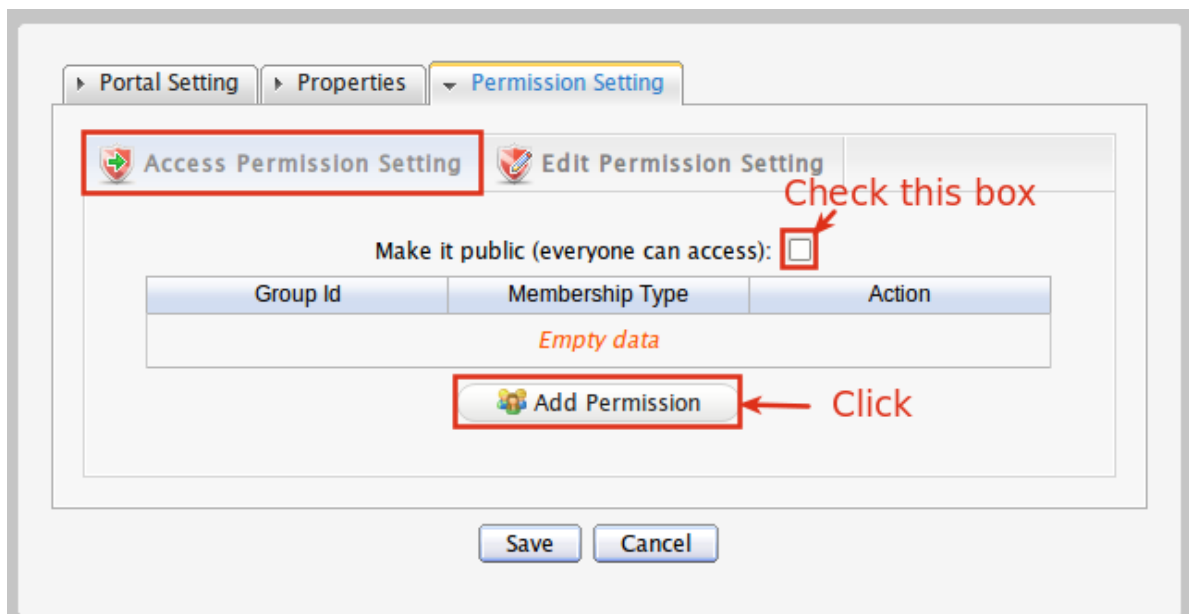 Portal Setting Properties Permission Setting
Access Permission Setting Edit Permission Setting
Check this box
Make it public (everyone can access):
Group Id Membership Type Action
Empty data
Add Permission Click
Save Cancel